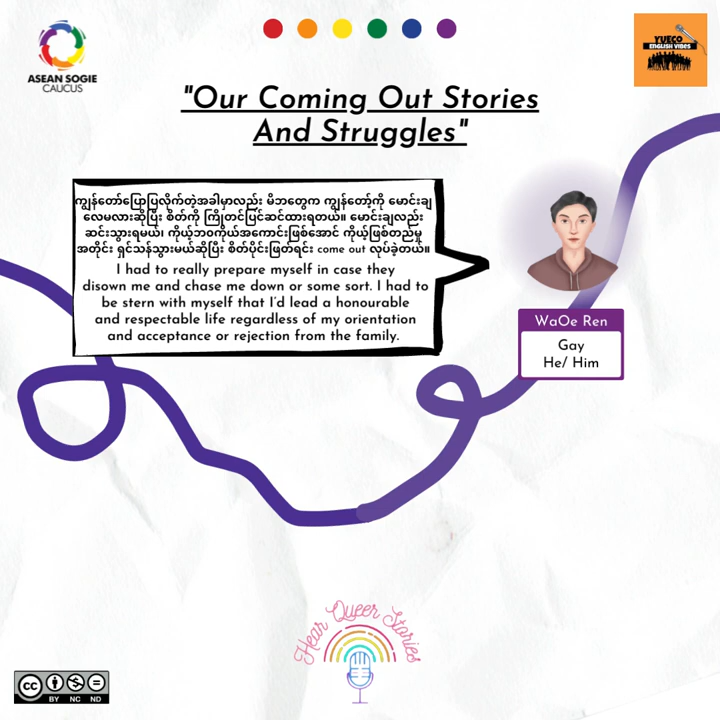 ASEAN SOGIE
CAUCUS
YUECO
ENGLISH VIBES
"Our Coming Out Stories
And Struggles"
ကျွန်တော်ပြောပြလိုက်တဲ့အခါမှာလည်း မိဘတွေက ကျွန်တော့်ကို မောင်းချ
လေမလားဆိုပြီး စိတ်ကို ကြိုတင်ပြင်ဆင်ထားရတယ်။ မောင်းချလည်း
ဆင်းသွားရမယ်၊ ကိုယ့်ဘဝကိုယ်အကောင်းဖြစ်အောင် ကိုယ့်ဖြစ်တည်မှု
အတိုင်း ရှင်သန်သွားမယ်ဆိုပြီး စိတ်ပိုင်းဖြတ်ရင်း come out လုပ်ခဲ့တယ်။
I had to really prepare myself in case they
disown me and chase me down or some sort. I had to
be stern with myself that I'd lead a honourable
and respectable life regardless of my orientation
and acceptance or rejection from the family.
WaOe Ren
Gay
He/ Him
Hear Queer Stories
cc
BY NC ND